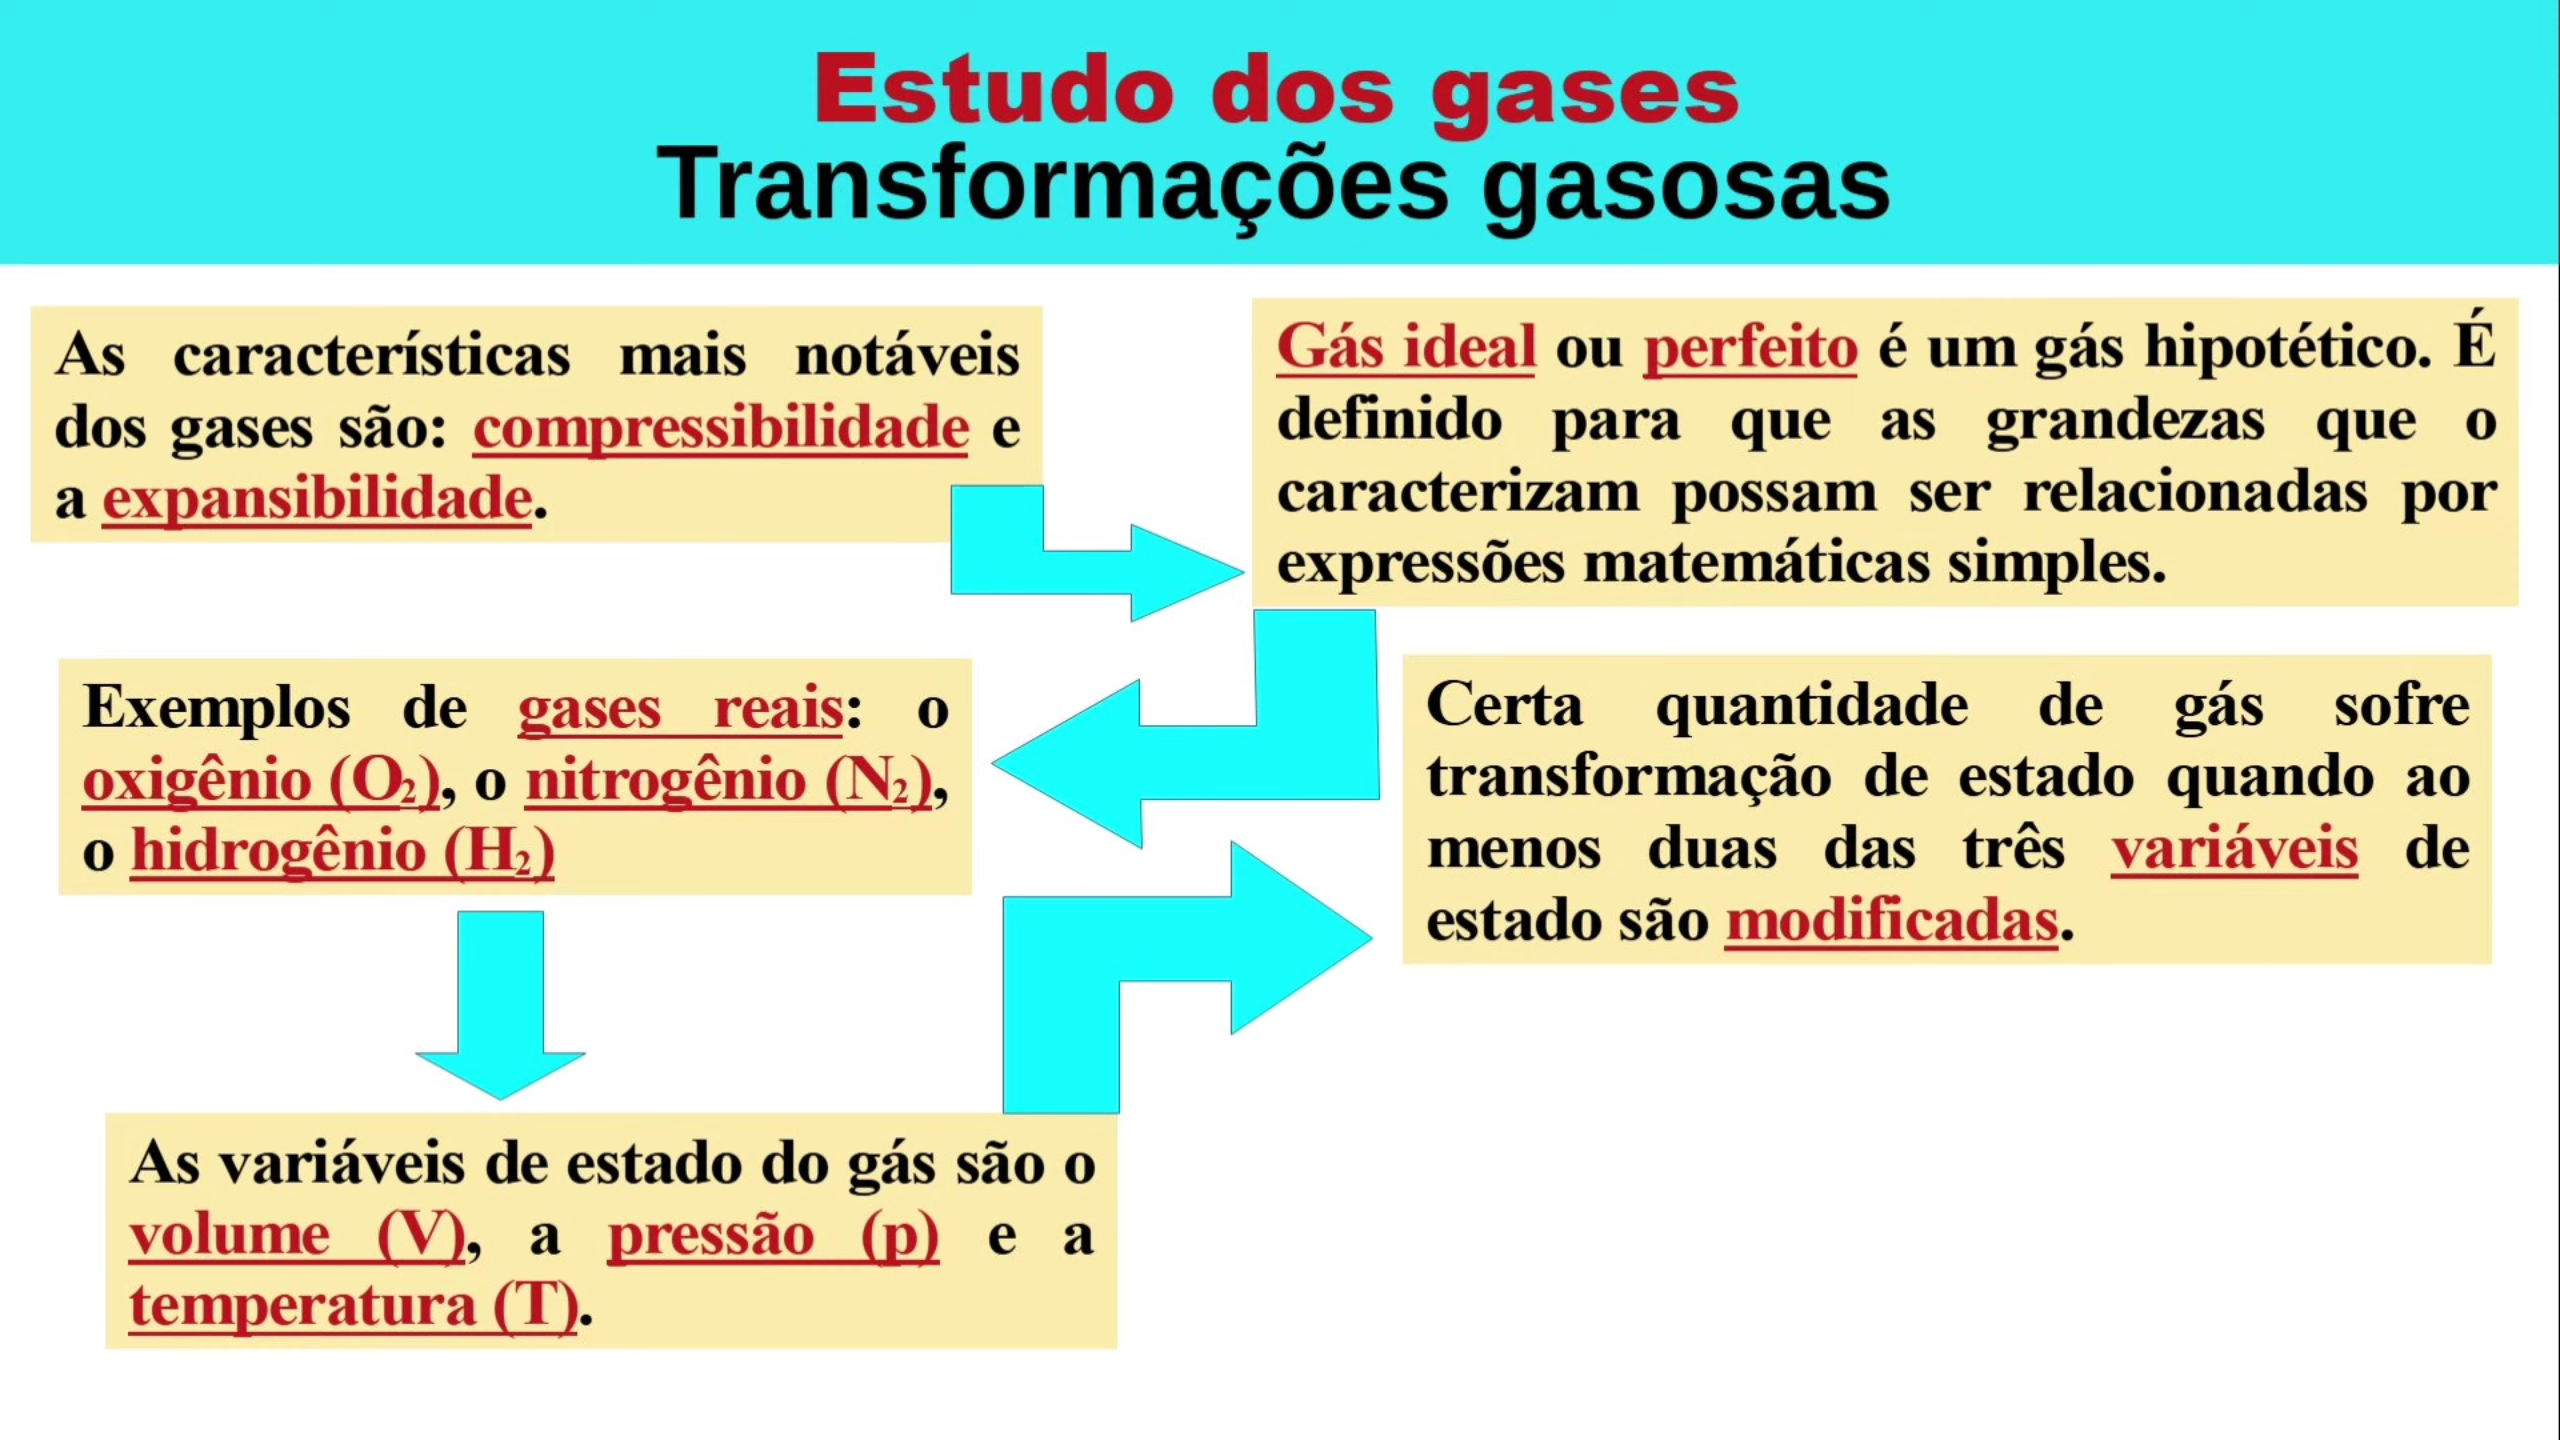 Estudo dos gases
Transformações gasosas
As características mais notáveis
dos gases são: compressibilidade e
a expansibilidade.
Gás ideal ou perfeito é um gás hipotético. É
definido para que as grandezas que o
caracterizam possam ser relacionadas por
expressões matemáticas simples.
Exemplos de gases reais: o
oxigênio (O₂), o nitrogênio (N₂),
o hidrogênio (H₂)
As variáveis de estado do gás são o
volume (V), a pressão (p) e a
temperatura (T).
Certa quantidade de gás sofre
transformação de estado quando ao
menos duas das três variáveis de
estado são modificadas.